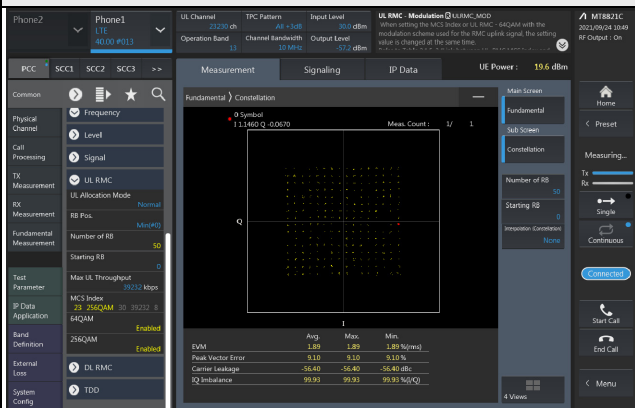 Phone2
Phone1
LTE
40.00 #013
UL Channel
23230 ch
TPC Pattern
All +3dB
Input Level
30.0 dBm
Operation Band
13
Channel Bandwidth
10 MHz
Output Level
-57.2 dBm
UL RMC - Modulation ULRMC_MOD
When setting the MCS Index or UL RMC - 64QAM with the
modulation scheme used for the RMC uplink signal, the setting
value is changed at the same time.
MT8821C
2021/09/24 10:49
RF Output : On
PCC
SCC1
SCC2
SCC3
>>
Measurement
Signaling
IP Data
UE Power : 19.6 dBm
Common
Physical
Channel
Call
Processing
TX
Measurement
RX
Measurement
Fundamental
Measurement
Test
Parameter
IP Data
Application
Band
Definition
External
Loss
System
Config
Frequency
Level
Signal
UL RMC
UL Allocation Mode
Normal
RB Pos.
Min(#0)
Number of RB
50
Starting RB
0
Max UL Throughput
39232 kbps
MCS Index
23 256QAM 30 39232 8
64QAM
Enabled
256QAM
Enabled
DL RMC
TDD
Fundamental ⟩ Constellation
0 Symbol
I 1.1460 Q -0.0670
Meas. Count : 1/ 1
Q
I
Avg. Max. Min.
EVM 1.89 1.89 1.89 %(rms)
Peak Vector Error 9.10 9.10 9.10 %
Carrier Leakage -56.40 -56.40 -56.40 dBc
IQ Imbalance 99.93 99.93 99.93 %(I/Q)
Main Screen
Fundamental
Sub Screen
Constellation
Number of RB
50
Starting RB
0
Interpolation (Constellation)
None
4 Views
Home
< Preset
Measuring...
Tx
Rx
Single
Continuous
Connected
Start Call
End Call
< Menu